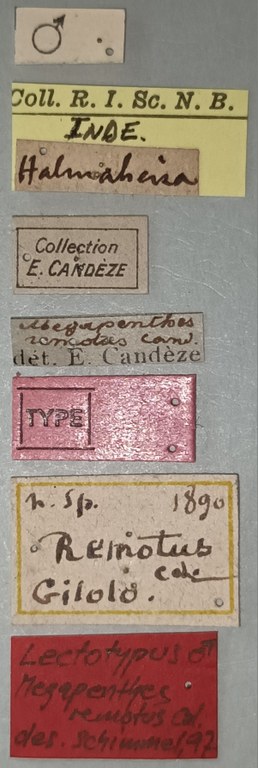 ♂
Coll. R. I. Sc. N. B.
INDE.
Halmaheira
Collection
E. CANDÈZE
Megapenthes
remotus Cand.
dét. E. Candèze
TYPE
n. sp. 1890
Remotus
Cdz
Gilolo.
Lectotypus ♂
Megapenthes
remotus Cd.
des. Schimmel, 97